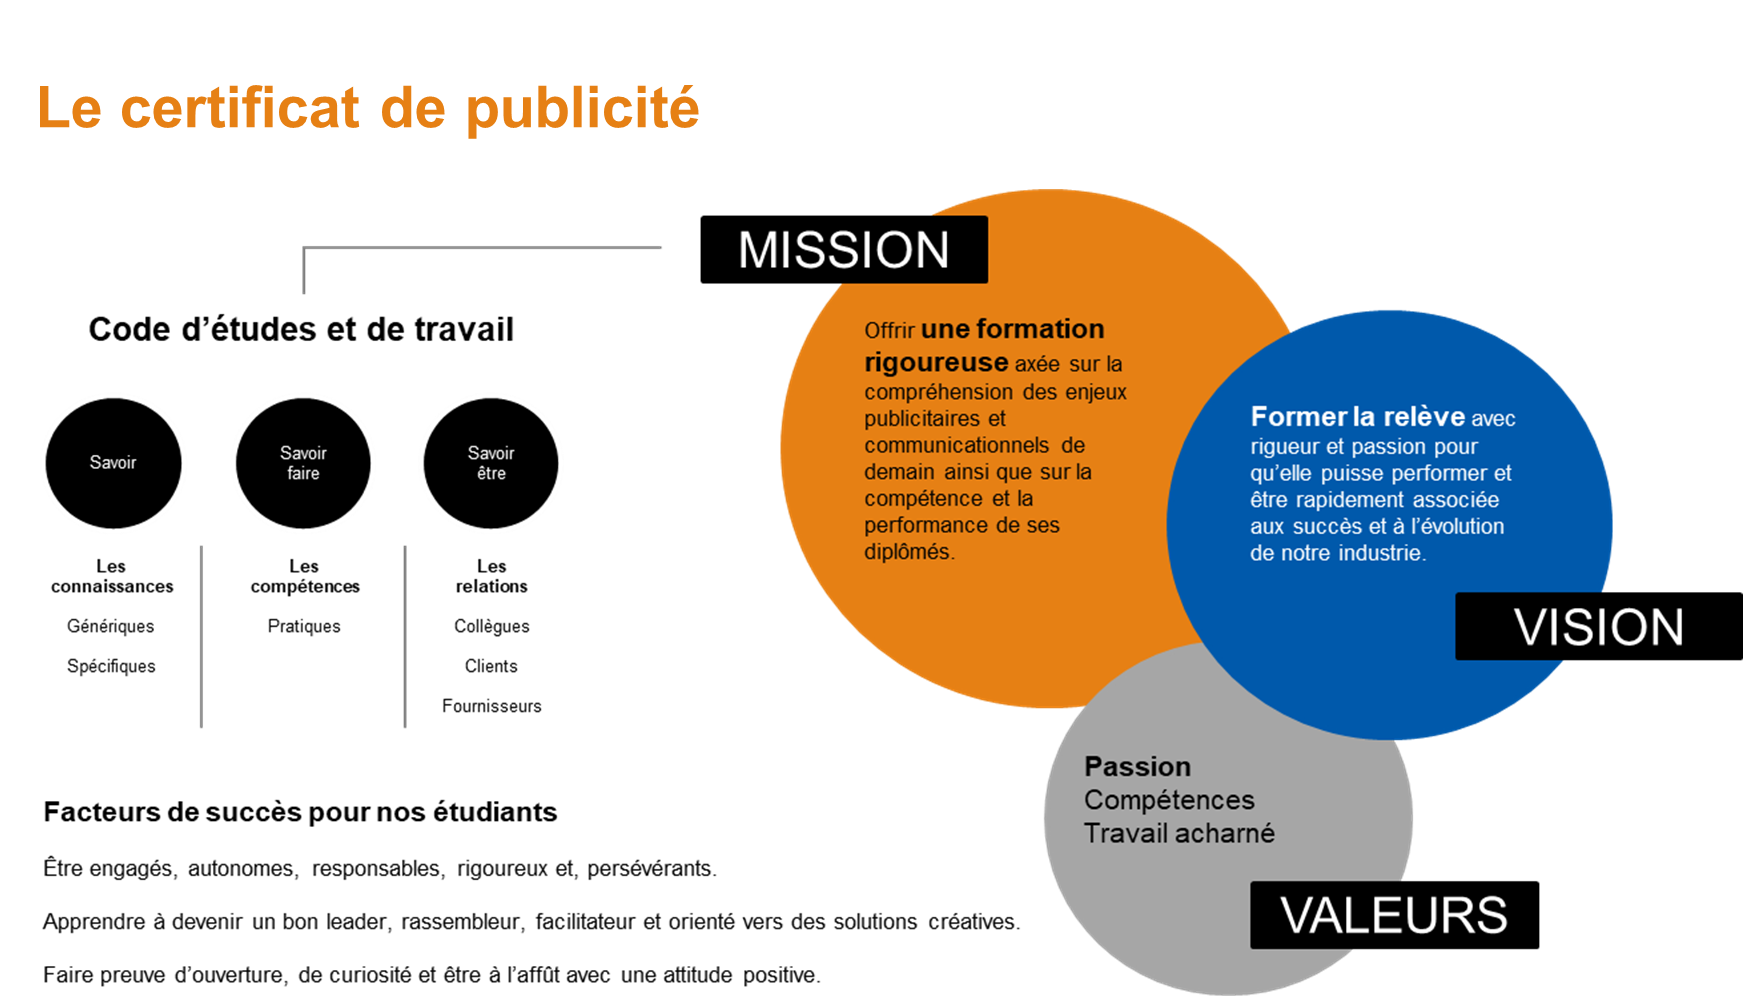 Le certificat de publicité
MISSION
Code d’études et de travail
Savoir
Savoir
faire
Savoir
être
Les
connaissances
Génériques
Spécifiques
Les
compétences
Pratiques
Les
relations
Collègues
Clients
Fournisseurs
Offrir une formation
rigoureuse axée sur la
compréhension des enjeux
publicitaires et
communicationnels de
demain ainsi que sur la
compétence et la
performance de ses
diplômés.
Former la relève avec
rigueur et passion pour
qu’elle puisse performer et
être rapidement associée
aux succès et à l’évolution
de notre industrie.
VISION
Passion
Compétences
Travail acharné
VALEURS
Facteurs de succès pour nos étudiants
Être engagés, autonomes, responsables, rigoureux et, persévérants.
Apprendre à devenir un bon leader, rassembleur, facilitateur et orienté vers des solutions créatives.
Faire preuve d’ouverture, de curiosité et être à l’affût avec une attitude positive.